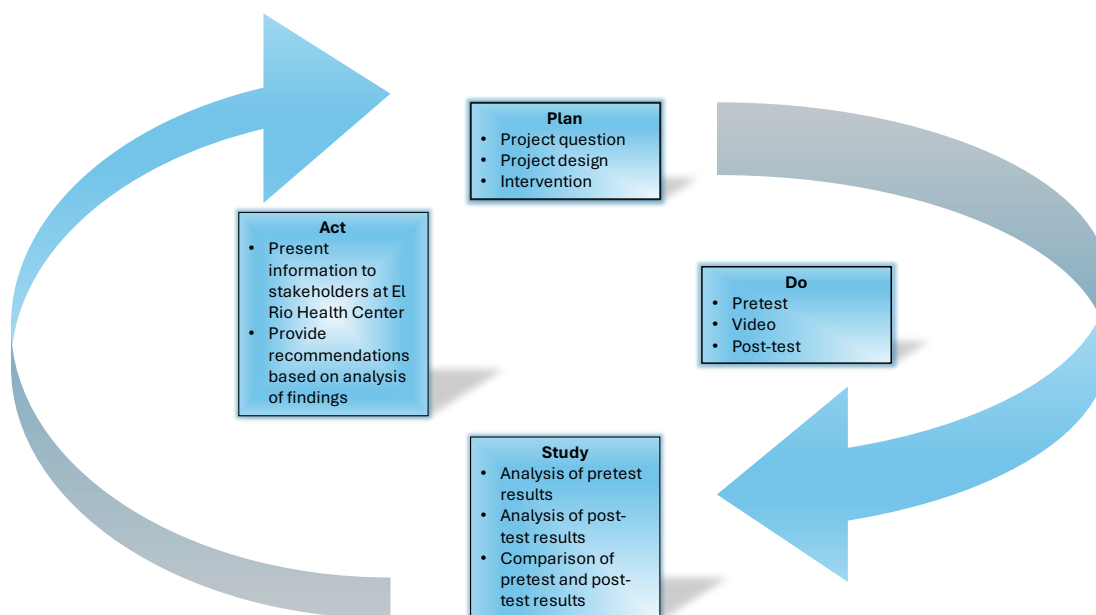 Plan
• Project question
• Project design
• Intervention
Act
• Present
information to
stakeholders at El
Rio Health Center
• Provide
recommendations
based on analysis
of findings
Do
• Pretest
• Video
• Post-test
Study
• Analysis of pretest
results
• Analysis of post-
test results
• Comparison of
pretest and post-
test results